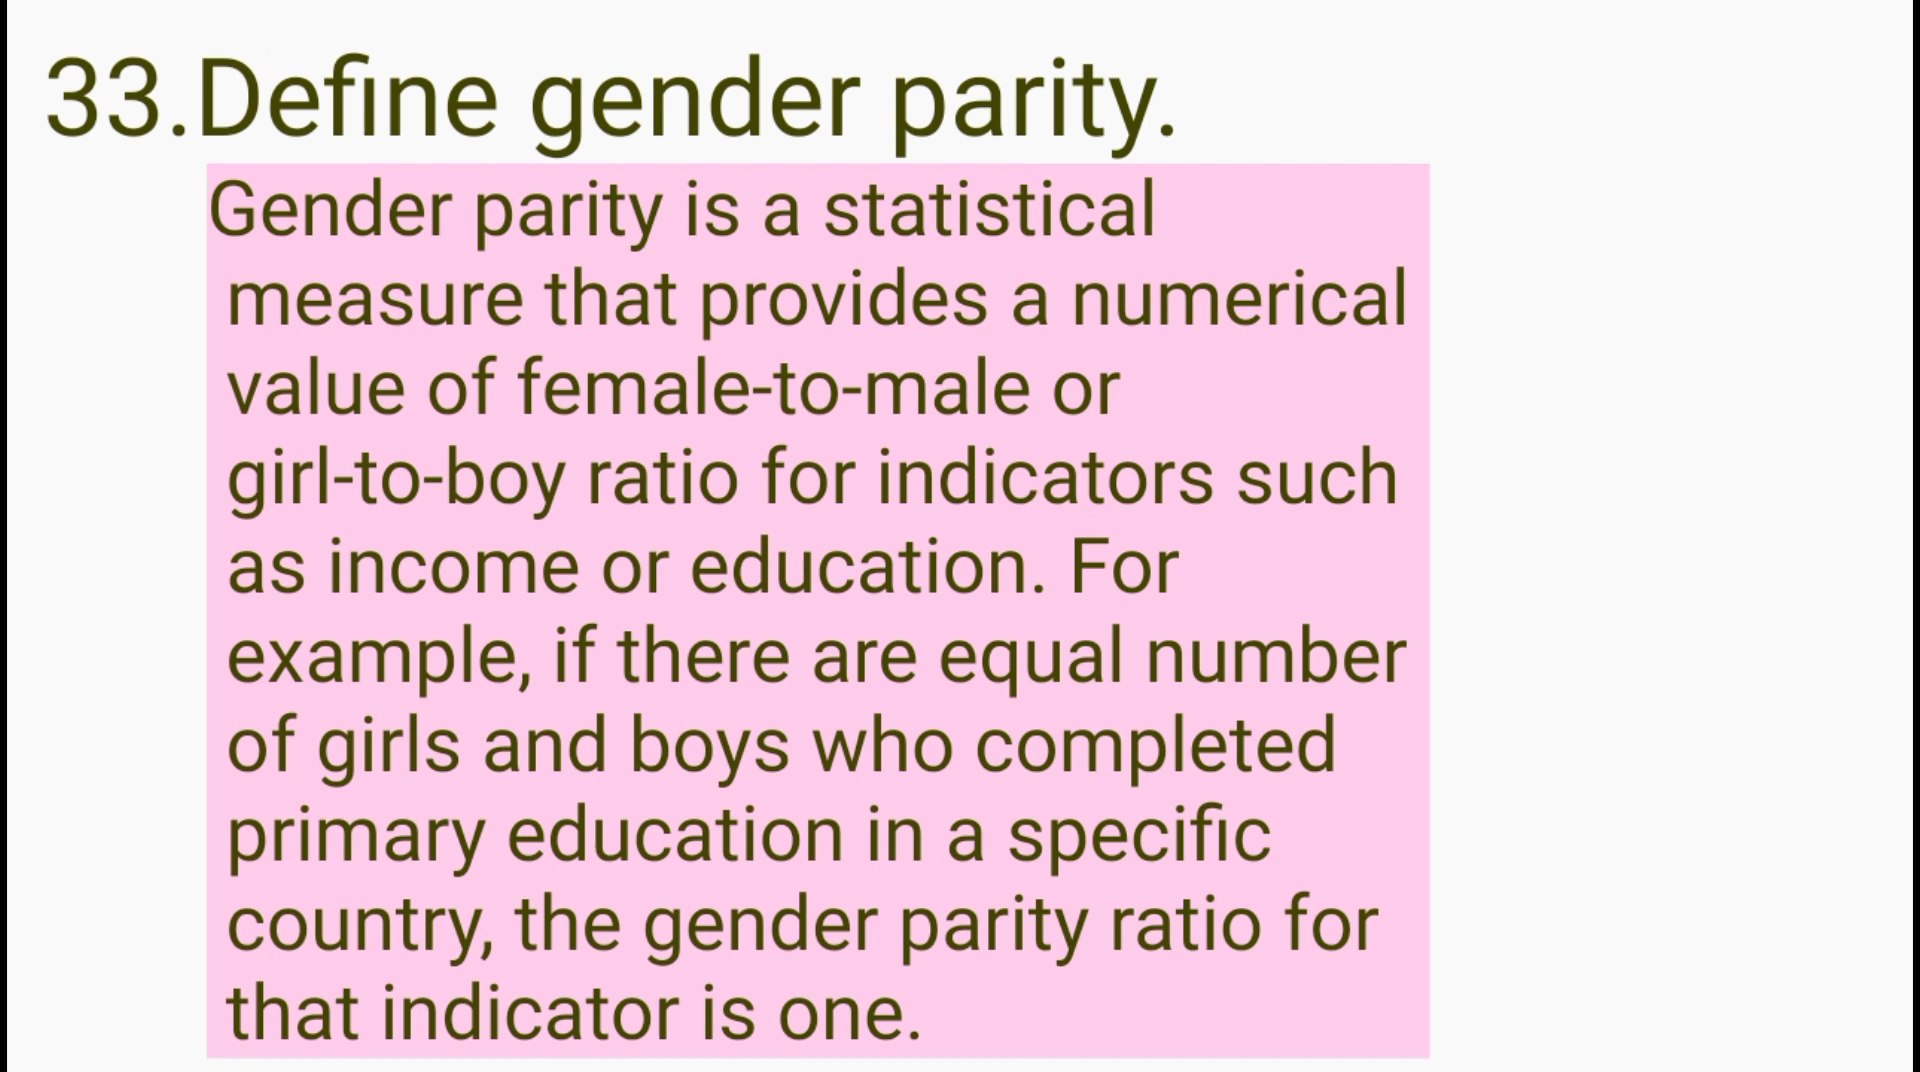 33.Define gender parity.
Gender parity is a statistical
measure that provides a numerical
value of female-to-male or
girl-to-boy ratio for indicators such
as income or education. For
example, if there are equal number
of girls and boys who completed
primary education in a specific
country, the gender parity ratio for
that indicator is one.